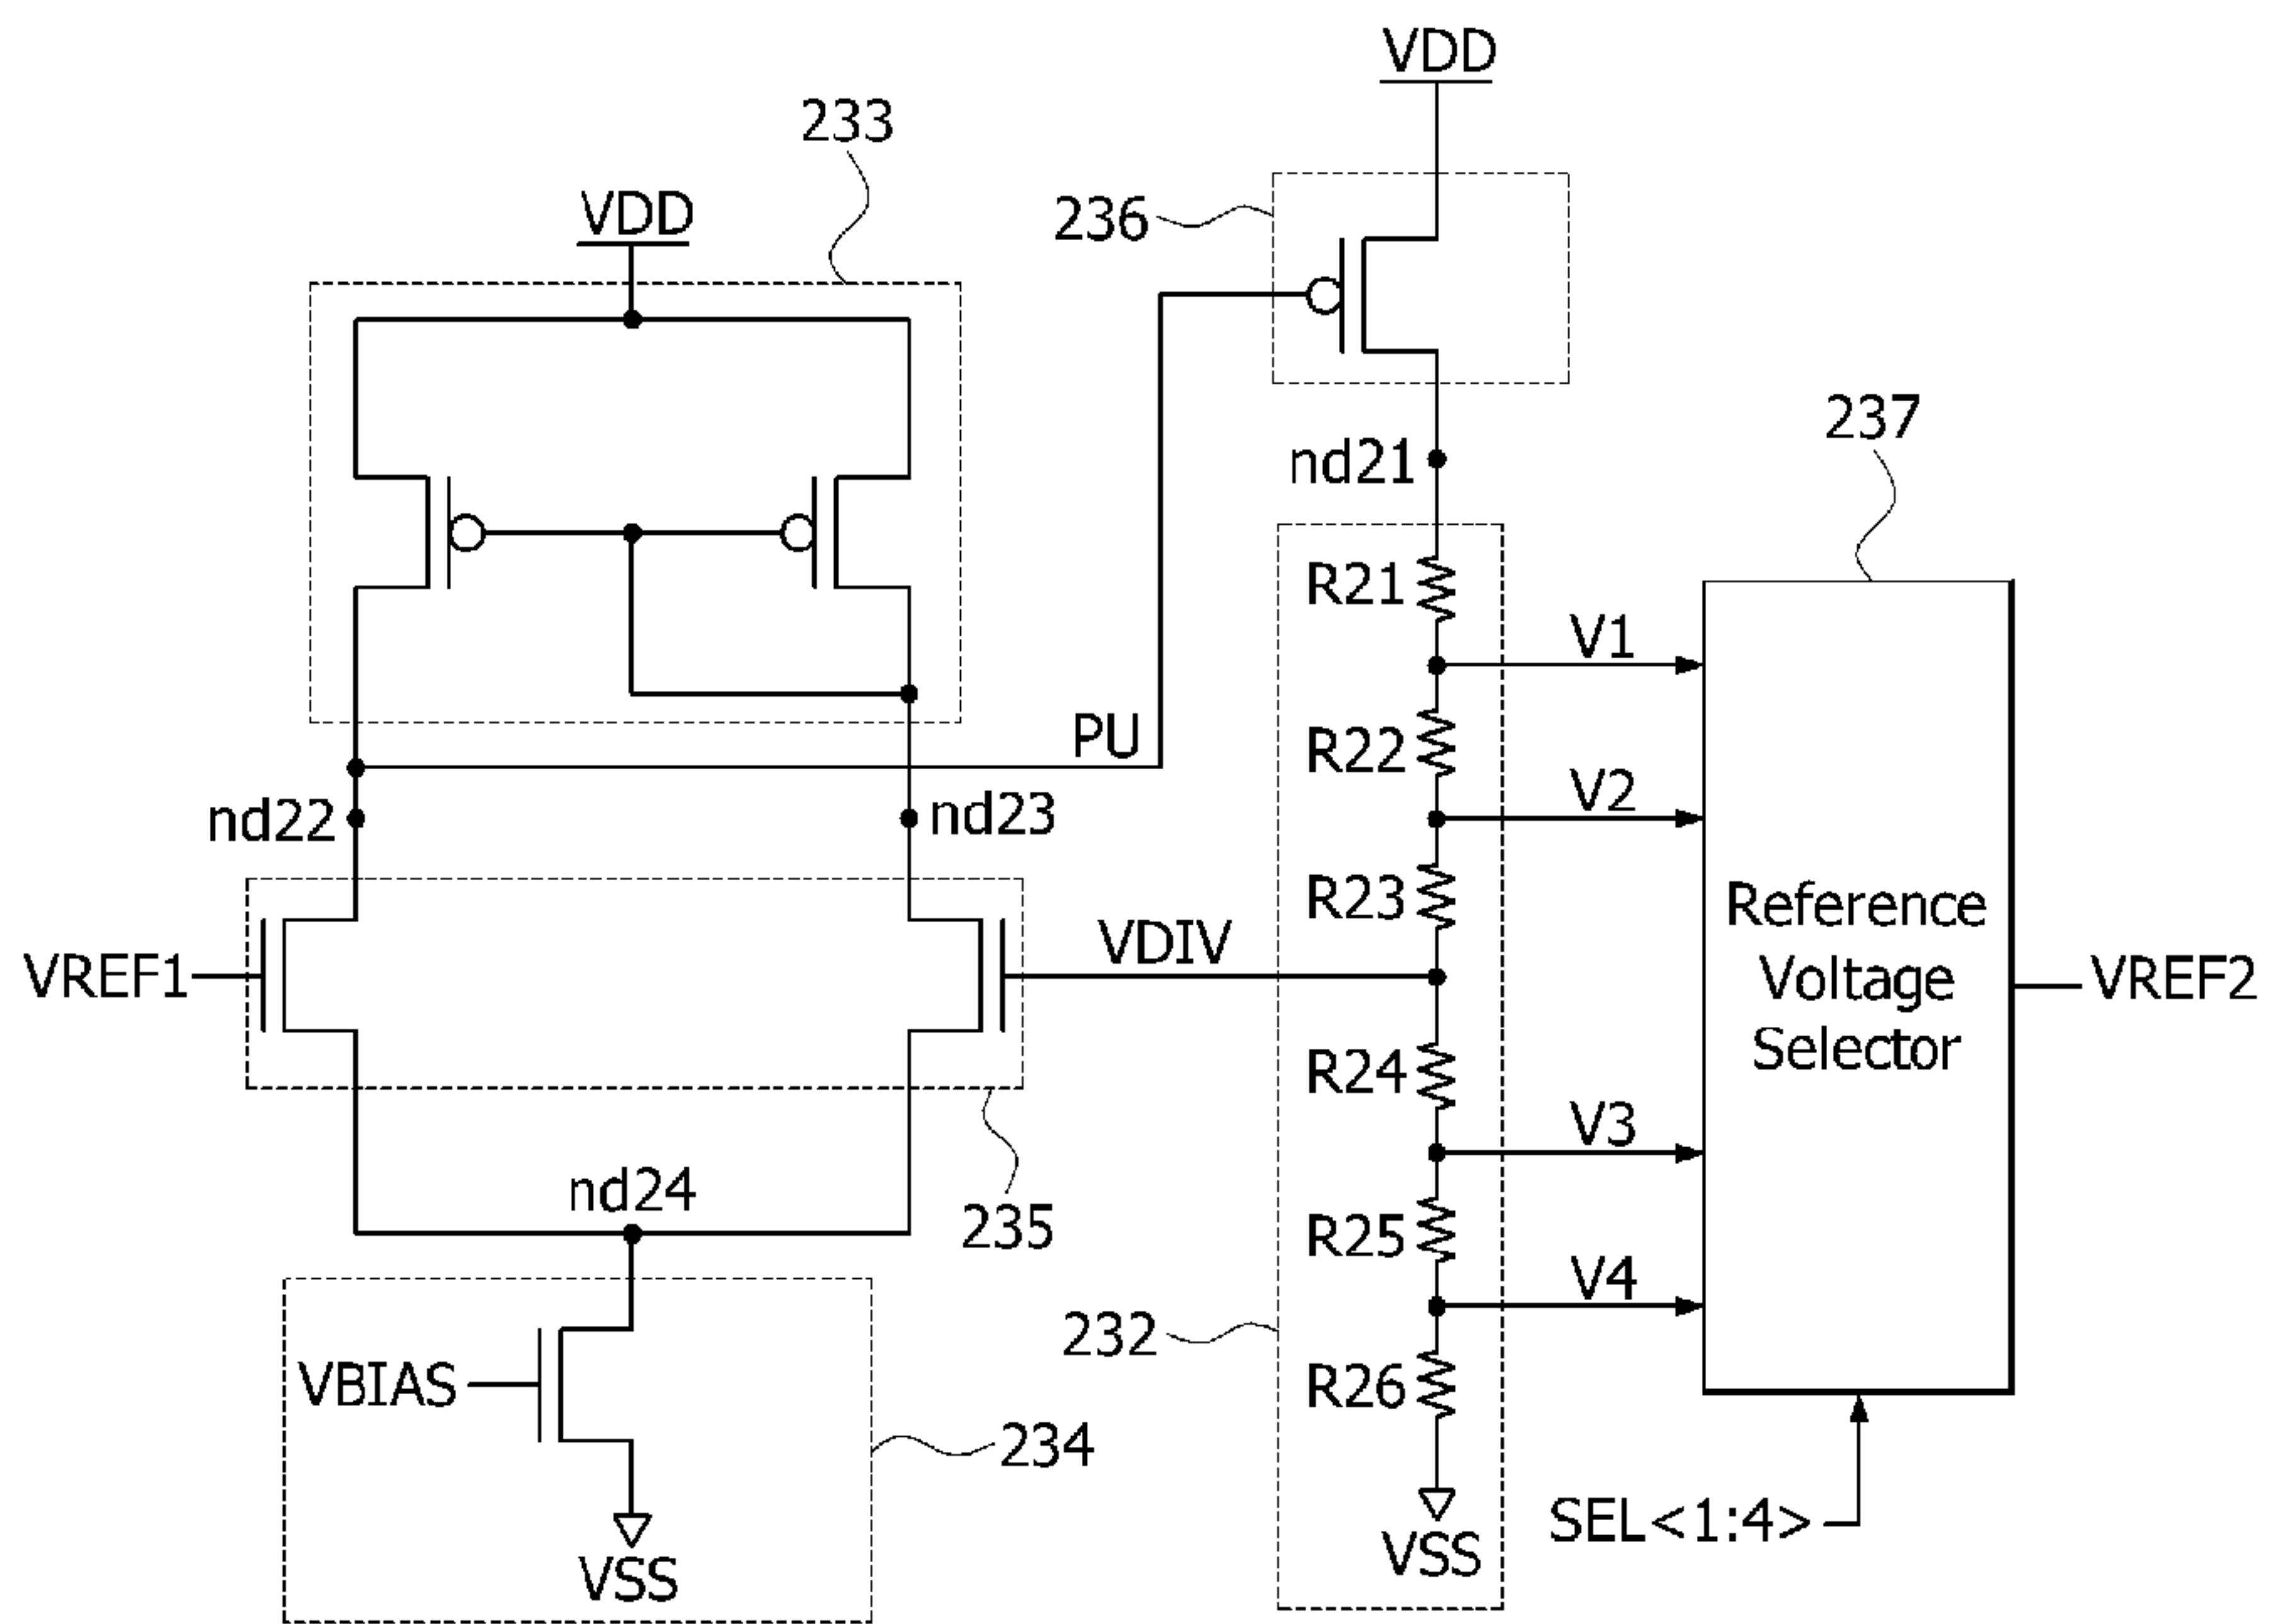 VDD
233
VDD
236
237
nd21
R21
V1
PU
R22
V2
nd22
nd23
R23
Reference
Voltage
Selector
VREF1
VDIV
VREF2
R24
V3
nd24
235
R25
V4
232
VBIAS
R26
234
SEL<1:4>
VSS
VSS